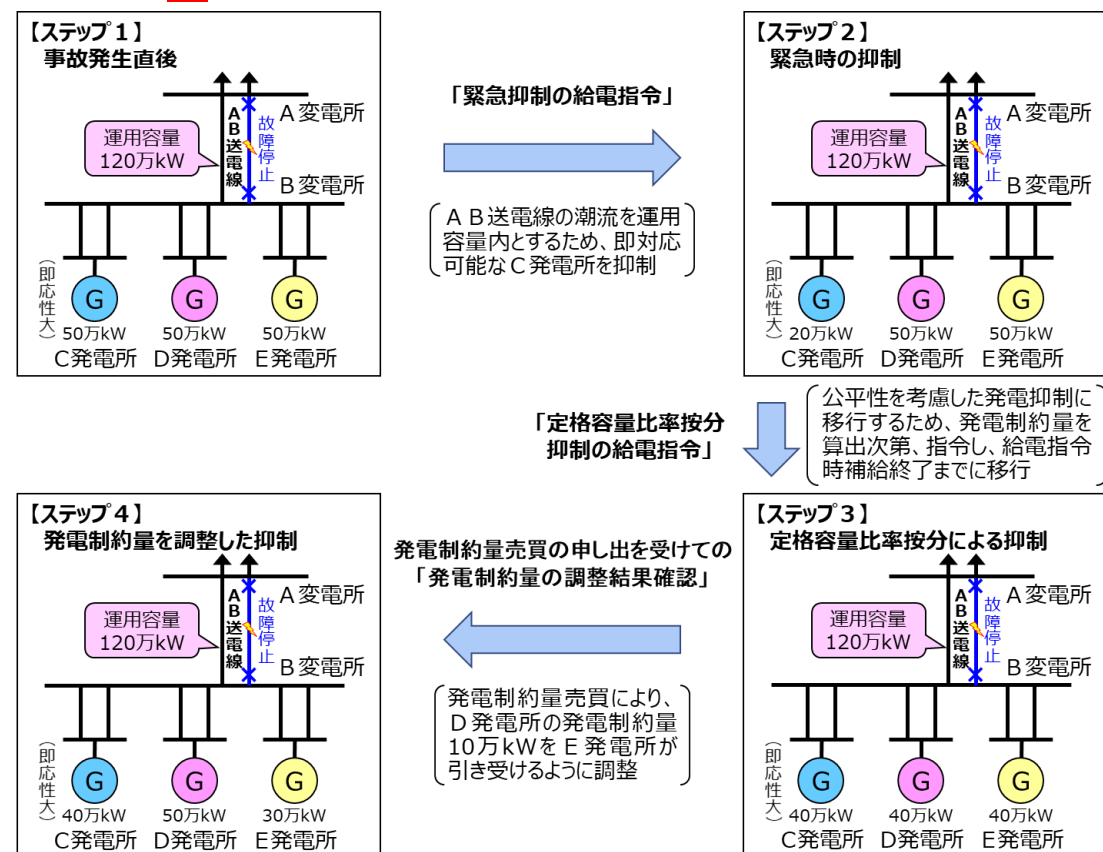 【ステップ1】
事故発生直後
A変電所
運用容量
120万kW
AB送電線
故障停止
B変電所
（即応性大）
G
G
G
50万kW
50万kW
50万kW
C発電所
D発電所
E発電所
「緊急抑制の給電指令」
ＡＢ送電線の潮流を運用
容量内とするため、即対応
可能なＣ発電所を抑制
【ステップ2】
緊急時の抑制
A変電所
運用容量
120万kW
AB送電線
故障停止
B変電所
（即応性大）
G
G
G
20万kW
50万kW
50万kW
C発電所
D発電所
E発電所
「定格容量比率按分
抑制の給電指令」
公平性を考慮した発電抑制に
移行するため、発電制約量を
算出次第、指令し、給電指令
時補給終了までに移行
【ステップ3】
定格容量比率按分による抑制
A変電所
運用容量
120万kW
AB送電線
故障停止
B変電所
（即応性大）
G
G
G
40万kW
40万kW
40万kW
C発電所
D発電所
E発電所
発電制約量売買の申し出を受けての
「発電制約量の調整結果確認」
発電制約量売買により、
Ｄ発電所の発電制約量
10万kWをＥ発電所が
引き受けるように調整
【ステップ4】
発電制約量を調整した抑制
A変電所
運用容量
120万kW
AB送電線
故障停止
B変電所
（即応性大）
G
G
G
40万kW
50万kW
30万kW
C発電所
D発電所
E発電所